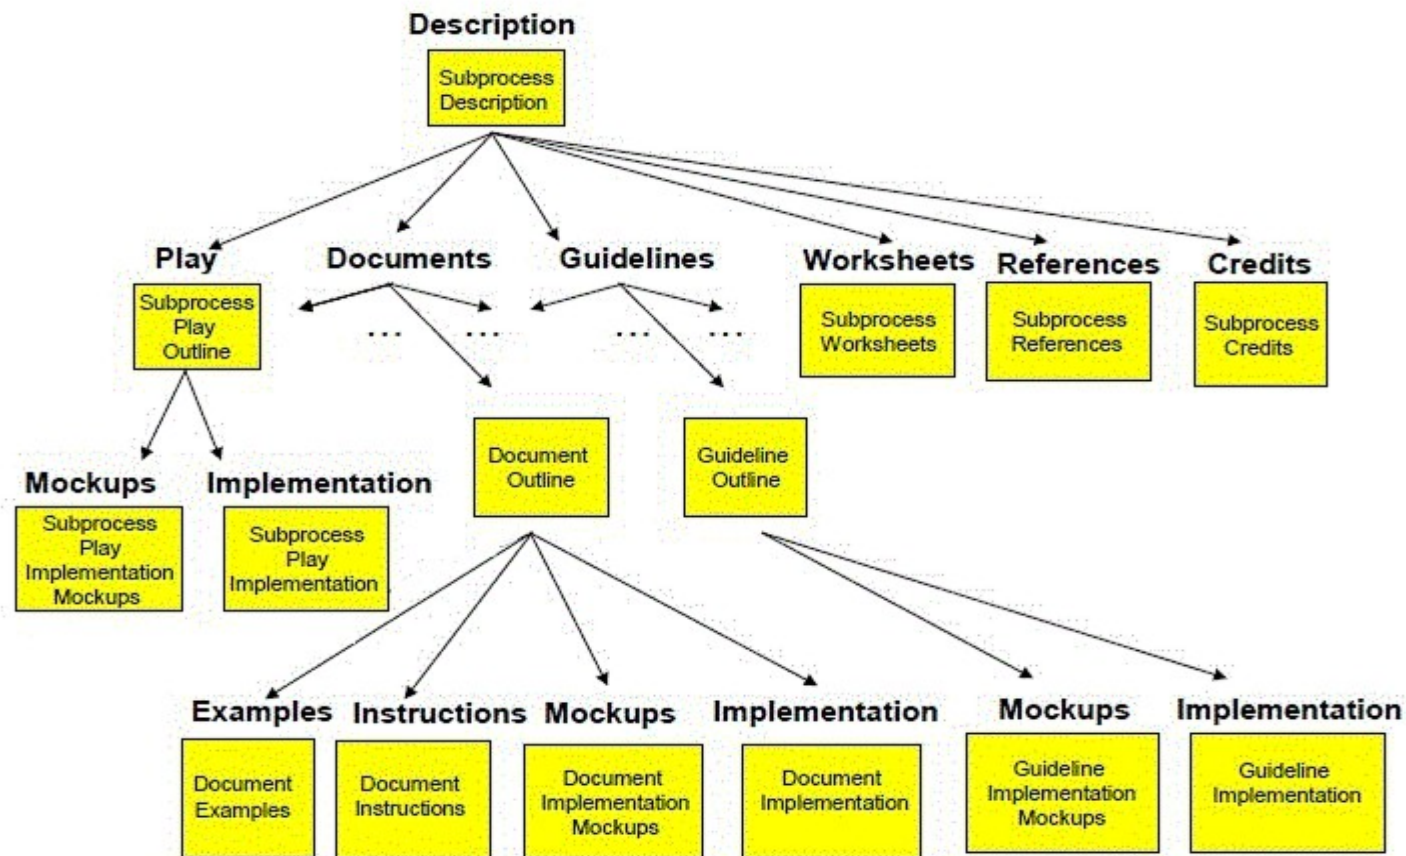 Description
Subprocess
Description
Play
Documents
Guidelines
Worksheets
References
Credits
Subprocess
Play
Outline
... ...
... ...
Subprocess
Worksheets
Subprocess
References
Subprocess
Credits
Document
Outline
Guideline
Outline
Mockups
Implementation
Subprocess
Play
Implementation
Mockups
Subprocess
Play
Implementation
Examples
Instructions
Mockups
Implementation
Mockups
Implementation
Document
Examples
Document
Instructions
Document
Implementation
Mockups
Document
Implementation
Guideline
Implementation
Mockups
Guideline
Implementation